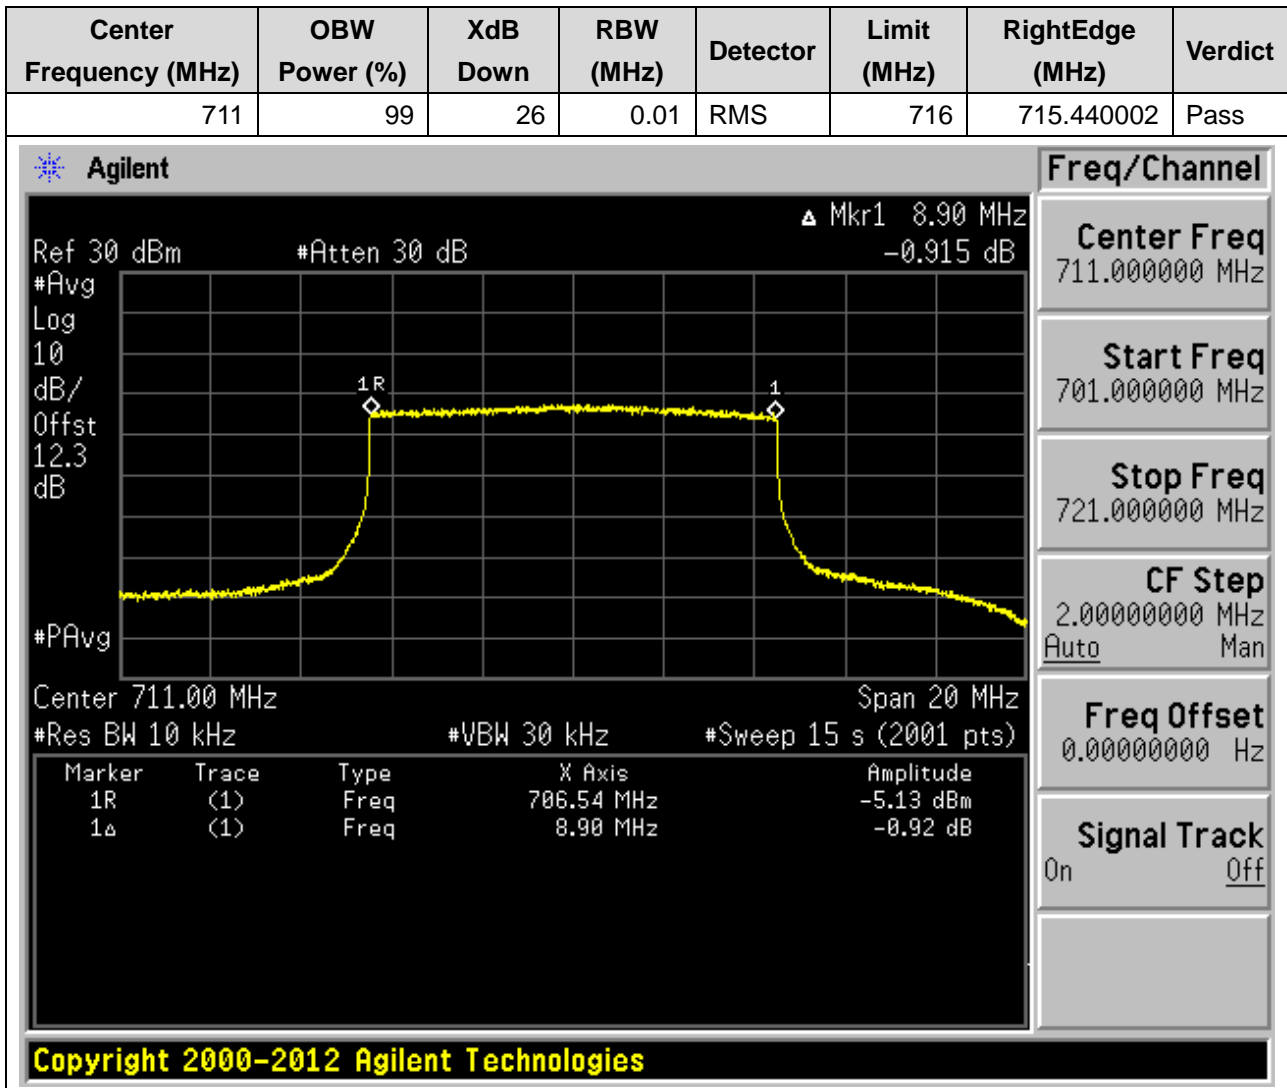 Center Frequency (MHz) OBW Power (%) XdB Down RBW (MHz) Detector Limit (MHz) RightEdge (MHz) Verdict
711 99 26 0.01 RMS 716 715.440002 Pass
Agilent
Freq/Channel
Δ Mkr1 8.90 MHz
Ref 30 dBm #Atten 30 dB -0.915 dB
#Avg
Log
10
dB/
Offst
12.3
dB
1R
1
#PAvg
Center 711.00 MHz Span 20 MHz
#Res BW 10 kHz #VBW 30 kHz #Sweep 15 s (2001 pts)
Marker Trace Type X Axis Amplitude
1R (1) Freq 706.54 MHz -5.13 dBm
1Δ (1) Freq 8.90 MHz -0.92 dB
Center Freq
711.000000 MHz
Start Freq
701.000000 MHz
Stop Freq
721.000000 MHz
CF Step
2.00000000 MHz
Auto Man
Freq Offset
0.00000000 Hz
Signal Track
On Off
Copyright 2000-2012 Agilent Technologies